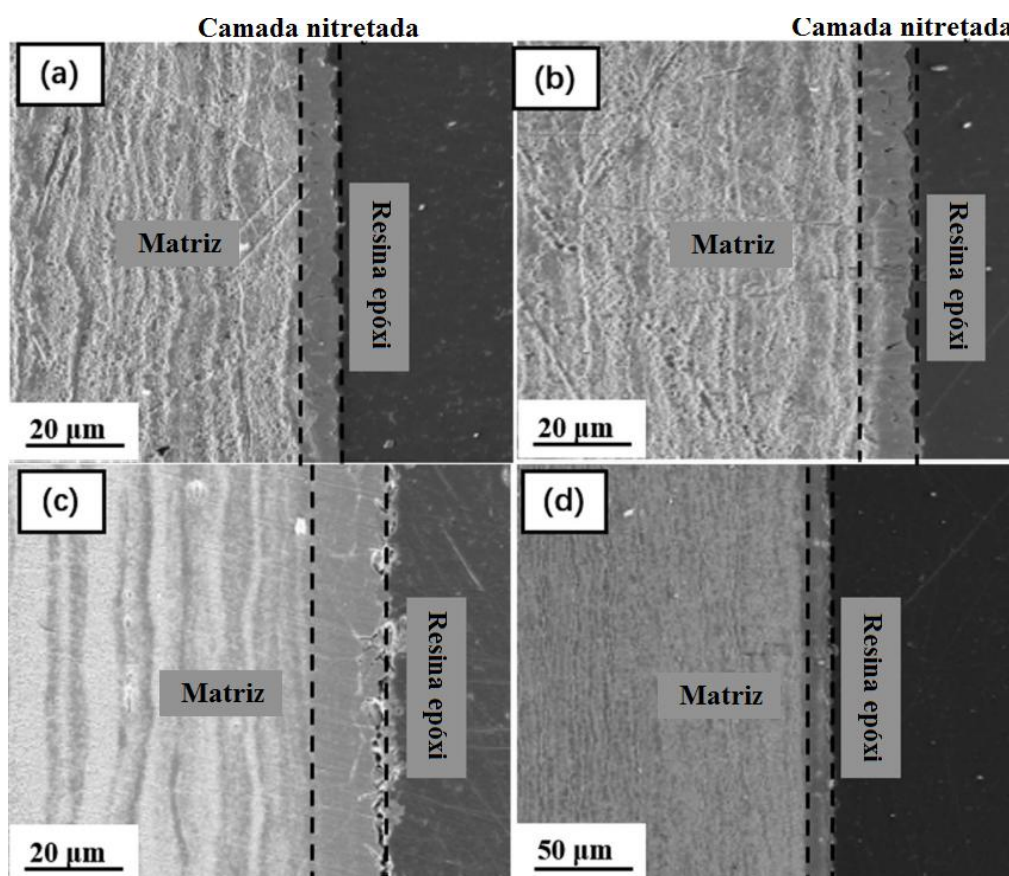 Camada nitretada
Camada nitretada
(a)
Matriz
Resina epóxi
20 μm
(b)
Matriz
Resina epóxi
20 μm
(c)
Matriz
Resina epóxi
20 μm
(d)
Matriz
Resina epóxi
50 μm